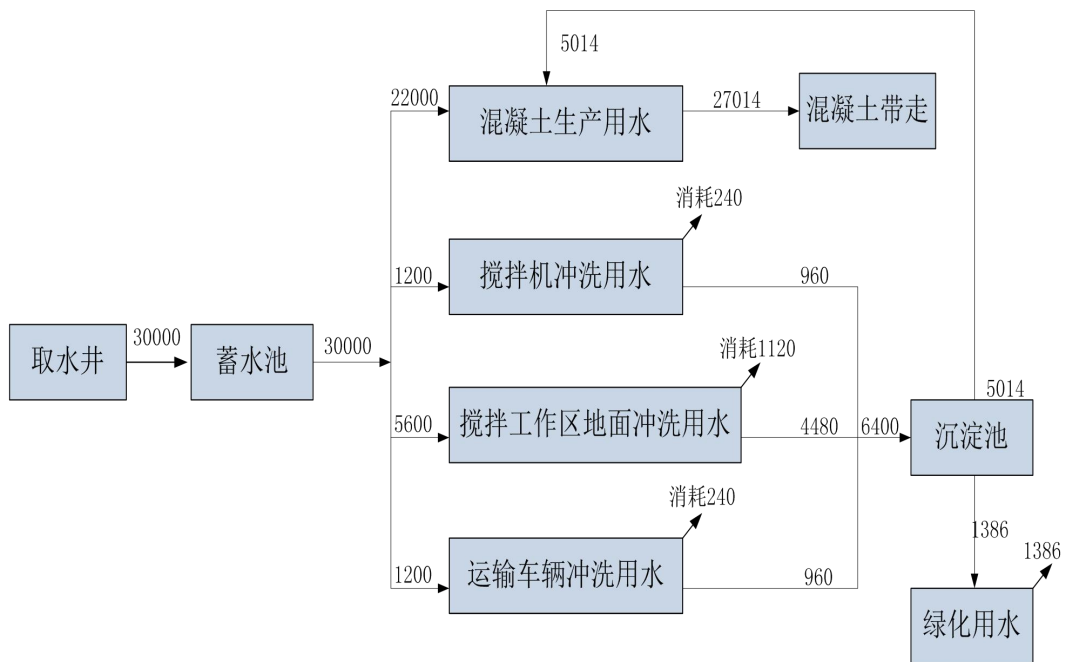 5014
22000
混凝土生产用水
27014
混凝土带走
消耗240
1200
搅拌机冲洗用水
960
取水井
30000
蓄水池
30000
消耗1120
5600
搅拌工作区地面冲洗用水
4480
6400
5014
沉淀池
消耗240
1200
运输车辆冲洗用水
960
1386
1386
绿化用水